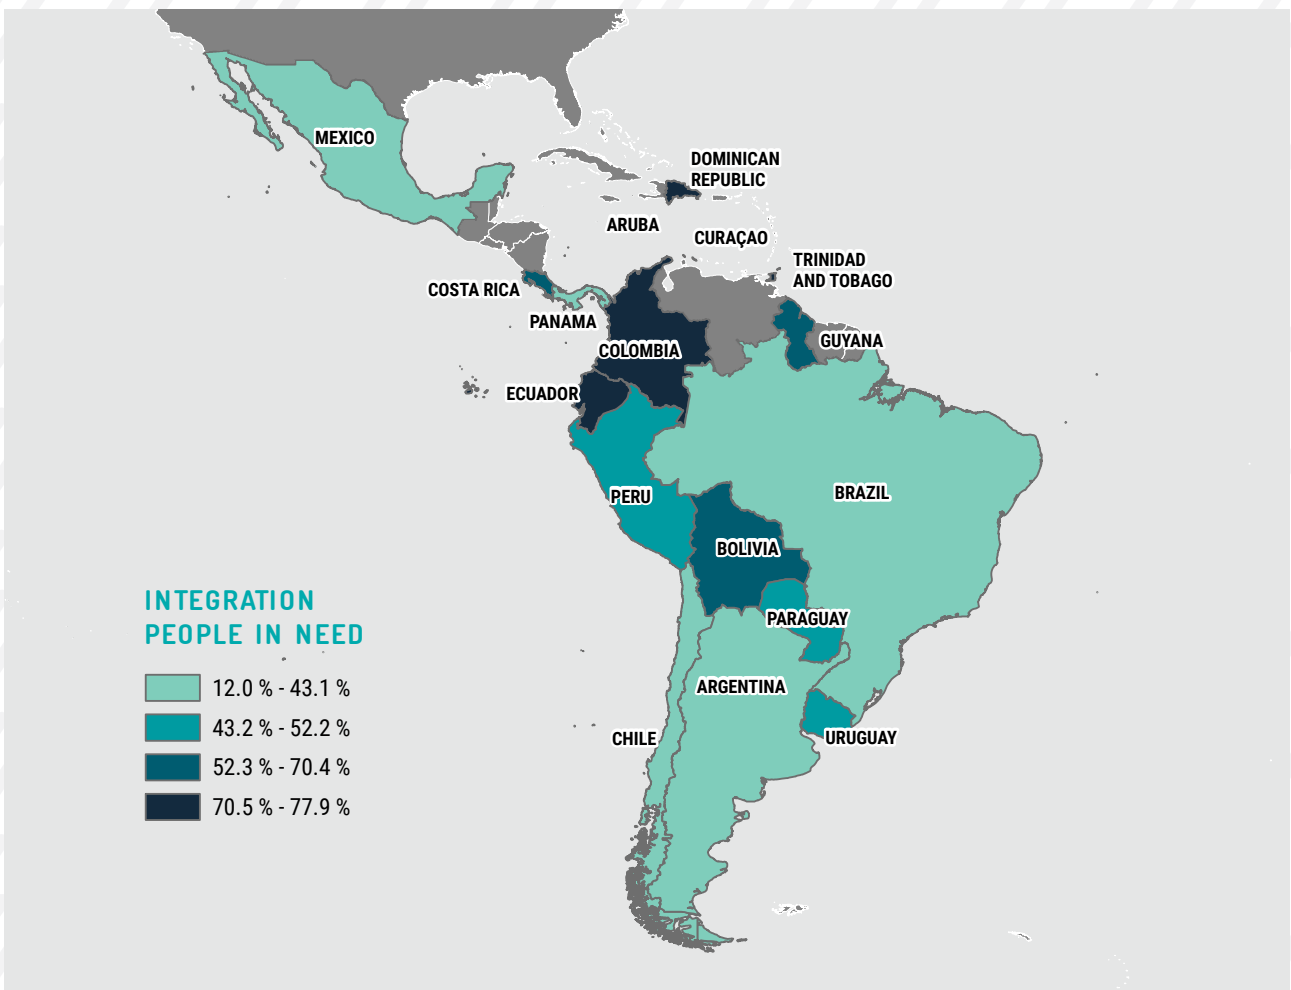 MEXICO
DOMINICAN
REPUBLIC
ARUBA
CURAÇAO
TRINIDAD
AND TOBAGO
COSTA RICA
PANAMA
GUYANA
COLOMBIA
ECUADOR
PERU
BRAZIL
BOLIVIA
PARAGUAY
ARGENTINA
CHILE
URUGUAY
INTEGRATION
PEOPLE IN NEED
12.0 % - 43.1 %
43.2 % - 52.2 %
52.3 % - 70.4 %
70.5 % - 77.9 %